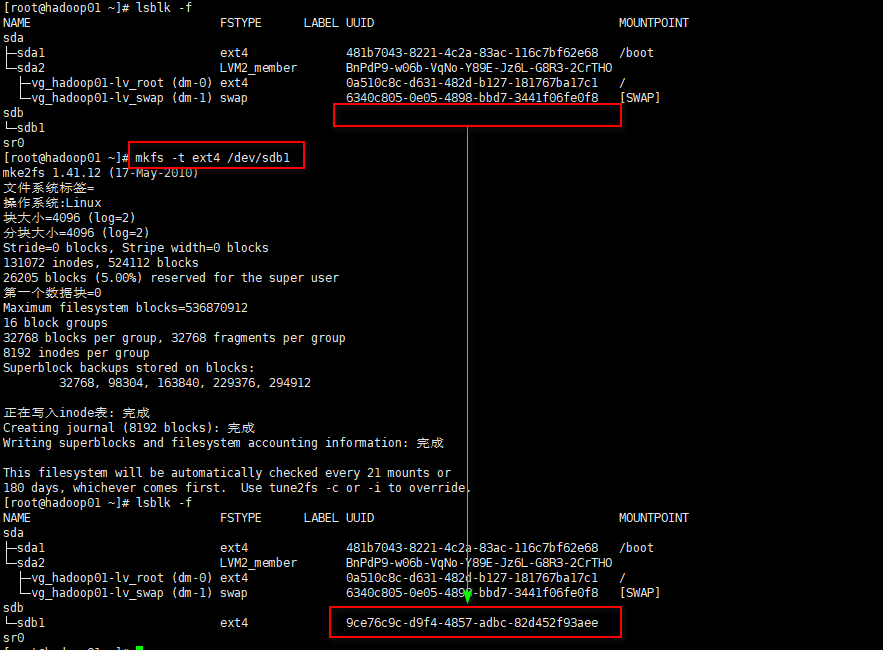 [root@hadoop01 ~]# lsblk -f
NAME FSTYPE LABEL UUID MOUNTPOINT
sda
├─sda1 ext4 481b7043-8221-4c2a-83ac-116c7bf62e68 /boot
└─sda2 LVM2_member BnPdP9-w06b-VqNo-Y89E-Jz6L-G8R3-2CrTHO
├─vg_hadoop01-lv_root (dm-0) ext4 0a510c8c-d631-482d-b127-181767ba17c1 /
└─vg_hadoop01-lv_swap (dm-1) swap 6340c805-0e05-4898-bbd7-3441f06fe0f8 [SWAP]
sdb
└─sdb1
sr0
[root@hadoop01 ~]# mkfs -t ext4 /dev/sdb1
mke2fs 1.41.12 (17-May-2010)
文件系统标签=
操作系统:Linux
块大小=4096 (log=2)
分块大小=4096 (log=2)
Stride=0 blocks, Stripe width=0 blocks
131072 inodes, 524112 blocks
26205 blocks (5.00%) reserved for the super user
第一个数据块=0
Maximum filesystem blocks=536870912
16 block groups
32768 blocks per group, 32768 fragments per group
8192 inodes per group
Superblock backups stored on blocks:
32768, 98304, 163840, 229376, 294912
正在写入inode表: 完成
Creating journal (8192 blocks): 完成
Writing superblocks and filesystem accounting information: 完成
This filesystem will be automatically checked every 21 mounts or
180 days, whichever comes first.  Use tune2fs -c or -i to override.
[root@hadoop01 ~]# lsblk -f
NAME FSTYPE LABEL UUID MOUNTPOINT
sda
├─sda1 ext4 481b7043-8221-4c2a-83ac-116c7bf62e68 /boot
└─sda2 LVM2_member BnPdP9-w06b-VqNo-Y89E-Jz6L-G8R3-2CrTHO
├─vg_hadoop01-lv_root (dm-0) ext4 0a510c8c-d631-482d-b127-181767ba17c1 /
└─vg_hadoop01-lv_swap (dm-1) swap 6340c805-0e05-4898-bbd7-3441f06fe0f8 [SWAP]
sdb
└─sdb1 ext4 9ce76c9c-d9f4-4857-adbc-82d452f93aee
sr0